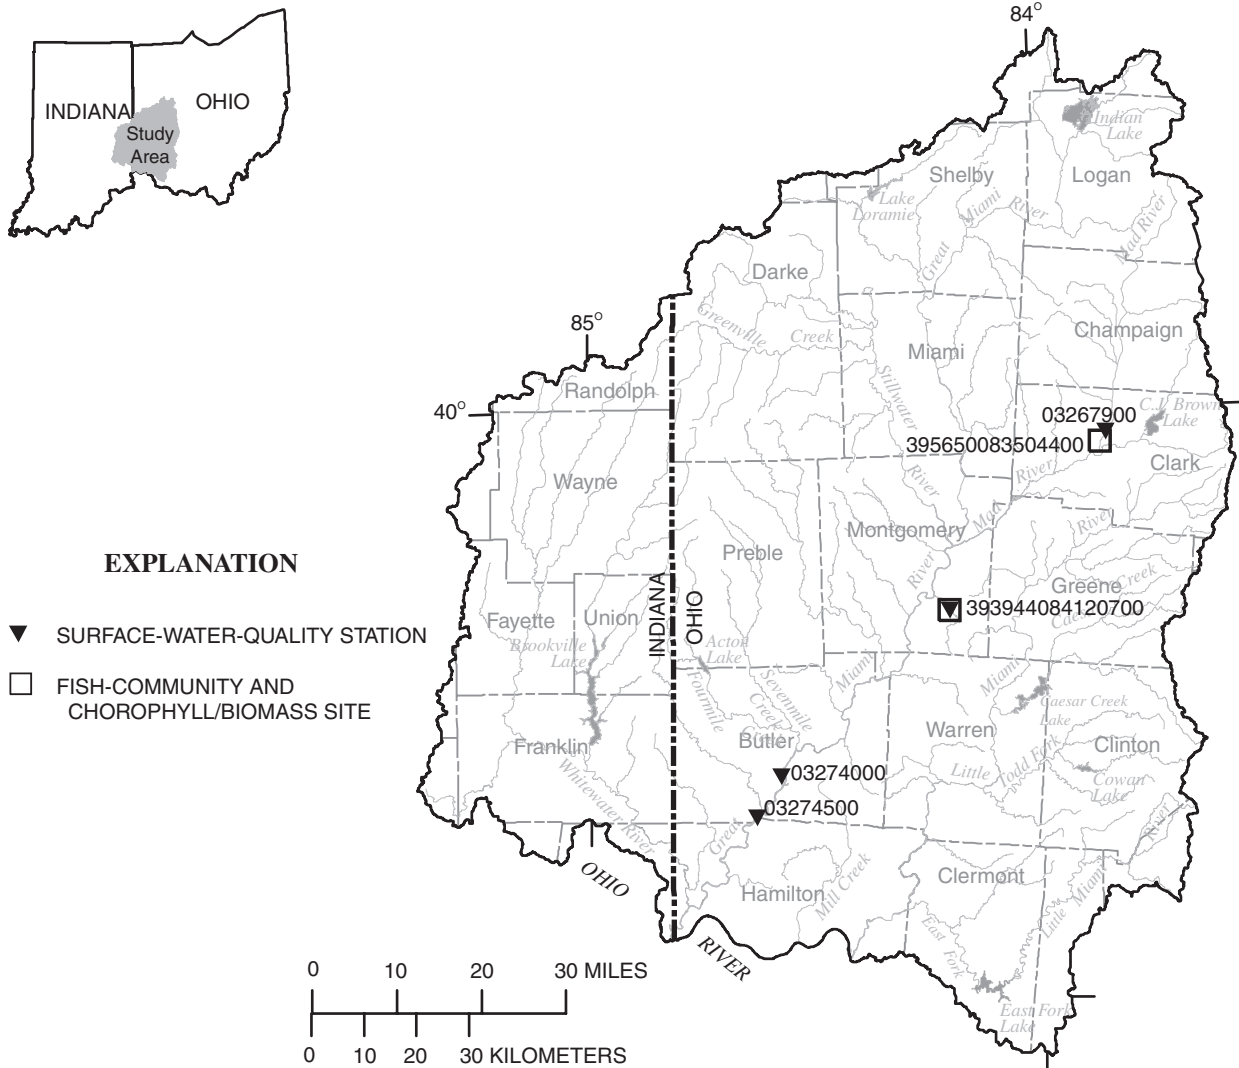 84°
INDIANA
OHIO
Study
Area
Indian
Lake
Shelby
Logan
Lake
Loramie
Miami
River
Mad River
Great
Darke
85°
Greenville
Creek
Champaign
Miami
Randolph
Stillwater
40°
C.J. Brown
Lake
03267900
395650083504400
Clark
Wayne
River
River
Mad
Montgomery
River
Preble
River
EXPLANATION
INDIANA
OHIO
Greene
Creek
393944084120700
Caesar
Fayette
Union
SURFACE-WATER-QUALITY STATION
Brookville
Lake
Acton
Lake
FISH-COMMUNITY AND
CHOROPHYLL/BIOMASS SITE
Fourmile
Creek
Sevenmile
Creek
Miami
Miami
Caesar Creek
Lake
Warren
Clinton
Franklin
Butler
Little
Todd Fork
Cowan
Lake
03274000
03274500
Whitewater River
Great
River
OHIO
Hamilton
Mill Creek
Clermont
Little
Miami
East
Fork
RIVER
East Fork
Lake
0 10 20 30 MILES
0 10 20 30 KILOMETERS